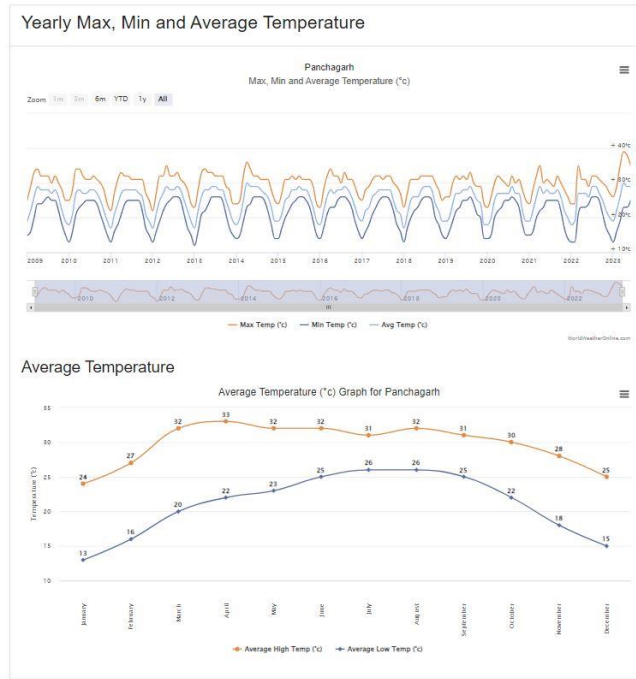 Yearly Max, Min and Average Temperature
Panchagarh
Max, Min and Average Temperature (°c)
Zoom 1m 3m 6m YTD 1y All
+ 40°c
+ 30°c
+ 20°c
+ 10°c
2009 2010 2011 2012 2013 2014 2015 2016 2017 2018 2019 2020 2021 2022 2023
2010 2012 2014 2016 2018 2020 2022
Max Temp (°c) Min Temp (°c) Avg Temp (°c)
WorldWeatherOnline.com
Average Temperature
Average Temperature (°c) Graph for Panchagarh
35
30
25
20
15
10
Temperature (°c)
24 27 32 33 32 32 31 32 31 30 28 25
13 16 20 22 23 25 26 26 25 22 18 15
January February March April May June July August September October November December
Average High Temp (°c) Average Low Temp (°c)